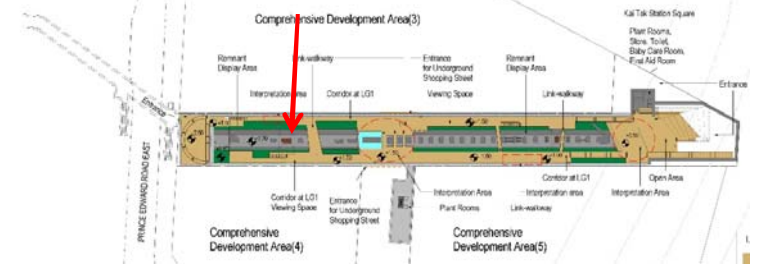 Comprehensive Development Area(3)
Kai Tak Station Square
Plant Rooms,
Store, Toilet,
Baby Care Room,
First Aid Room
Remnant
Display Area
Link-walkway
Entrance
for Underground
Shopping Street
Remnant
Display Area
Entrance
Interpretation Area
Corridor at LG1
Viewing Space
Link-walkway
Entrance
PRINCE EDWARD ROAD EAST
Corridor at LG1
Viewing Space
Entrance
for Underground
Shopping Street
Interpretation Area
Plant Rooms
Corridor at LG1
Interpretation area
Link-walkway
Open Area
Interpretation Area
Comprehensive
Development Area(4)
Comprehensive
Development Area(5)